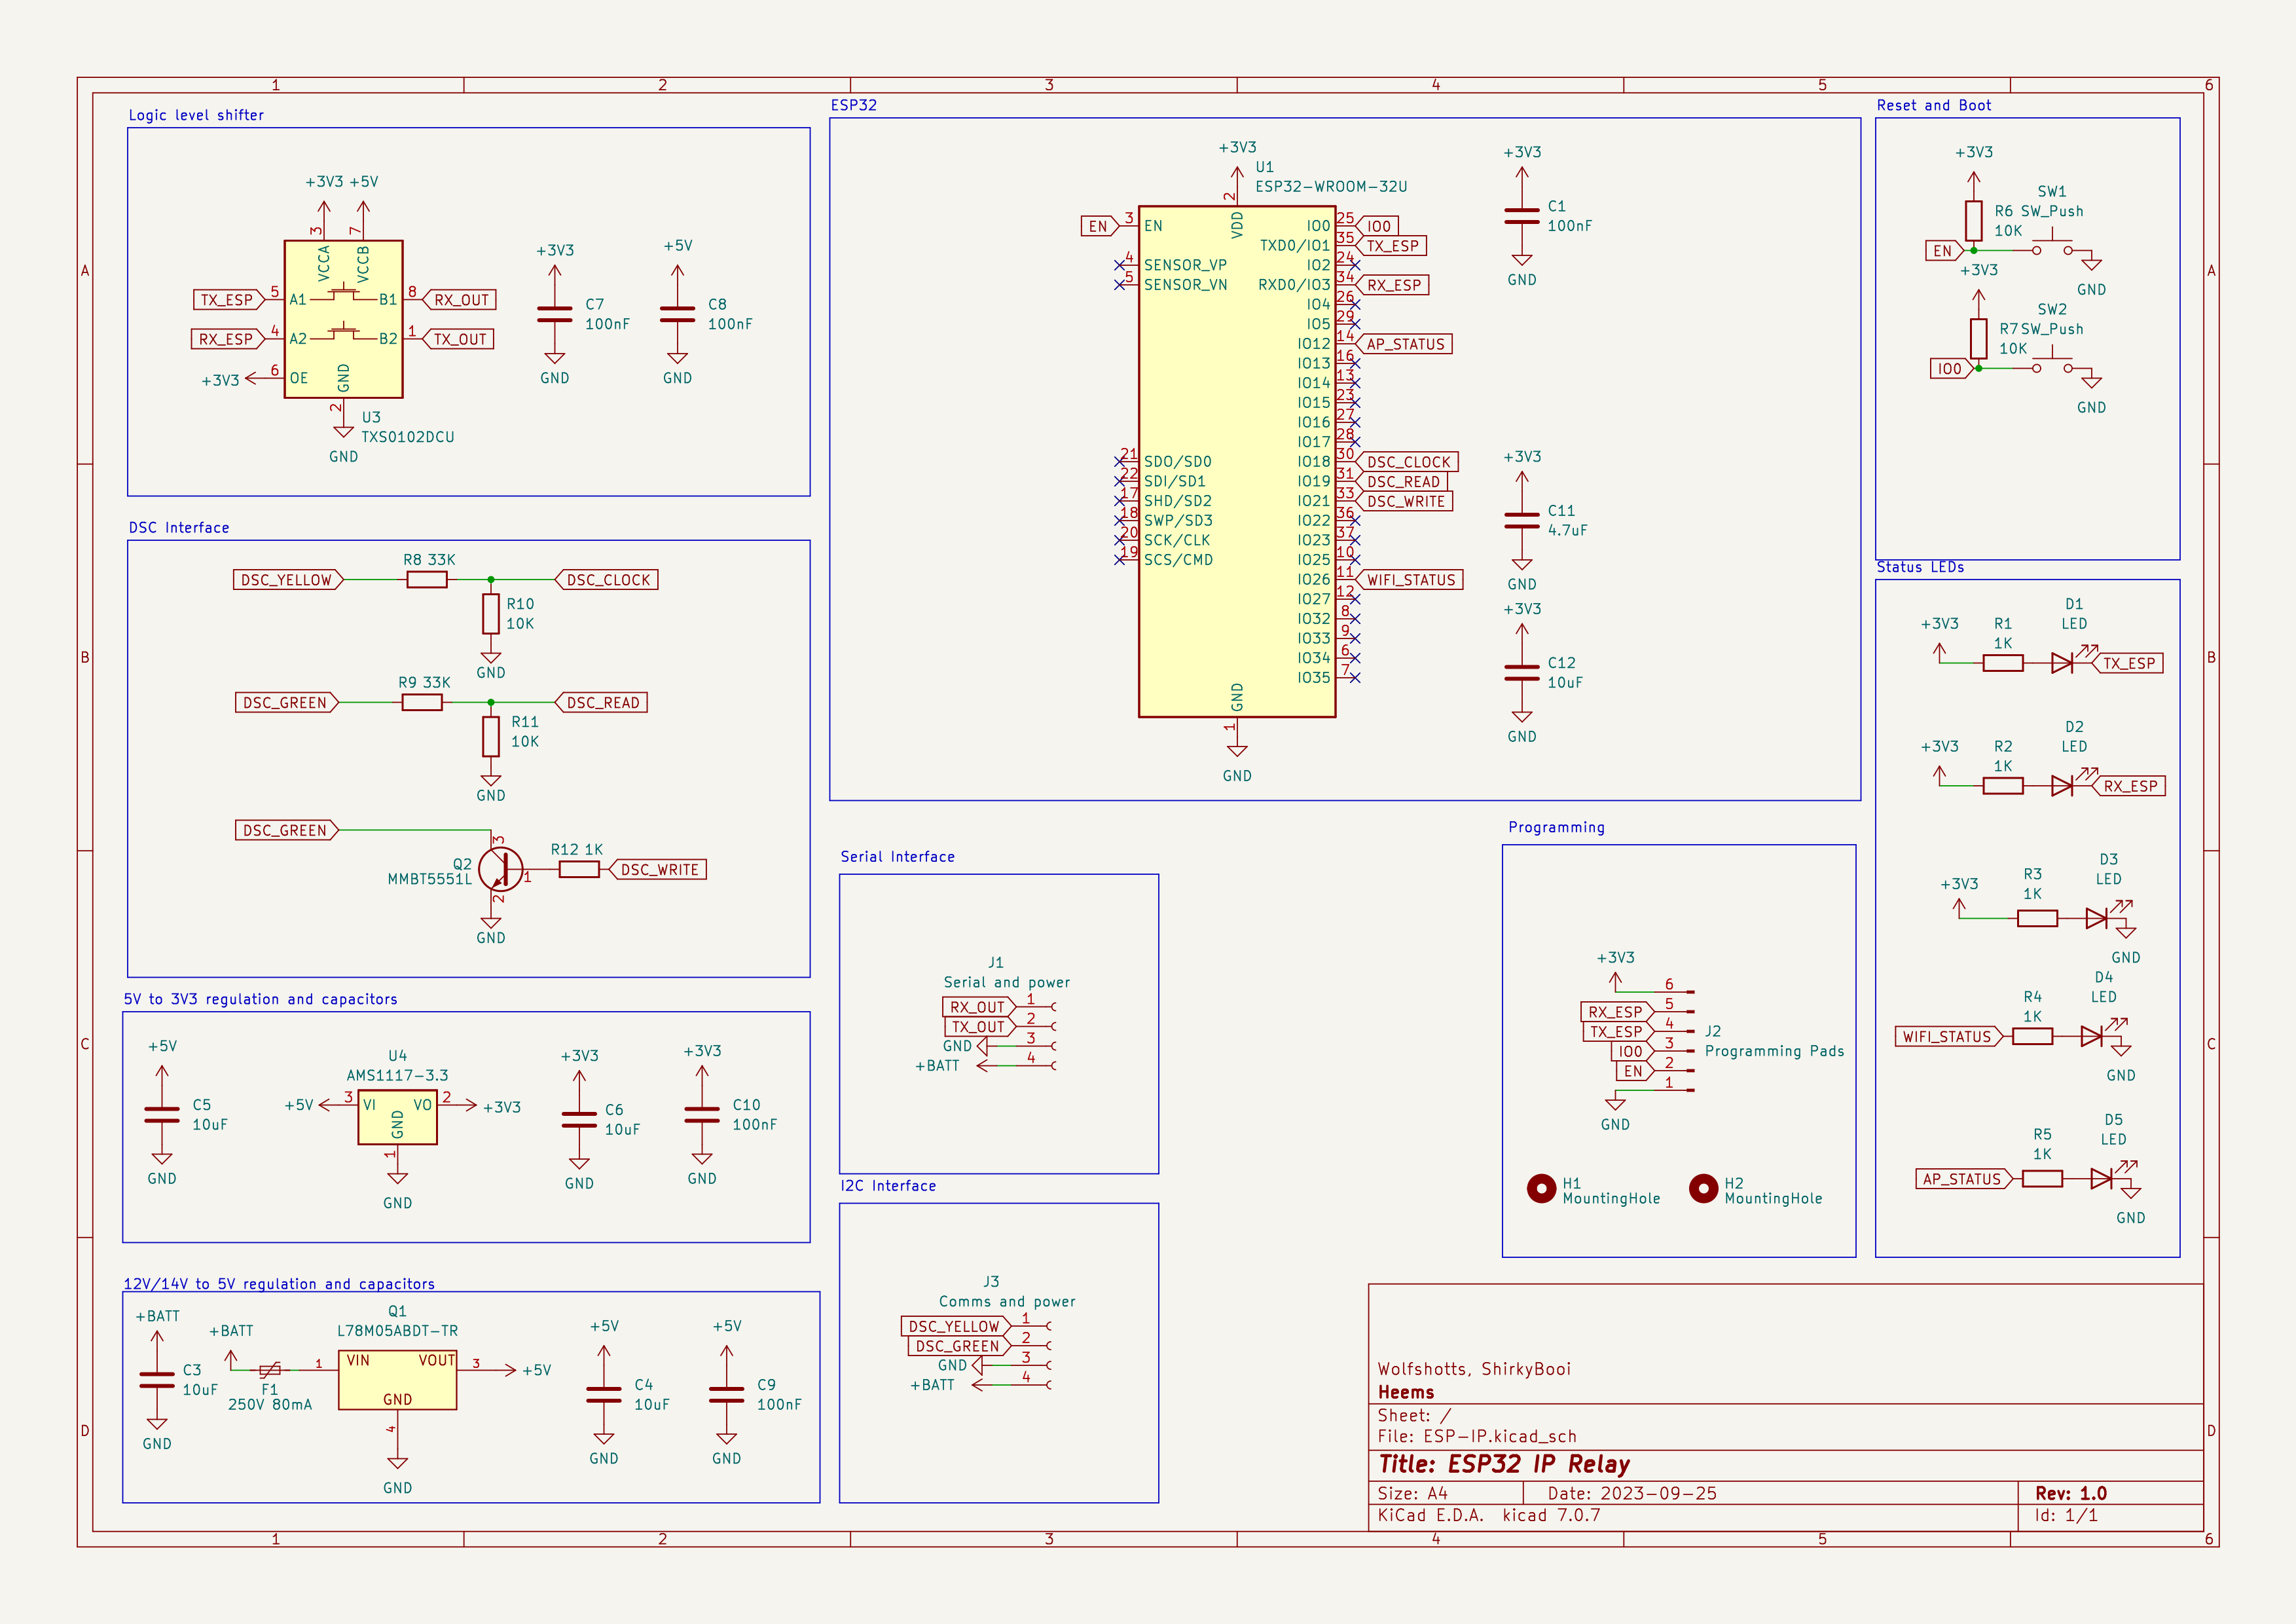 1 2 3 4 5 6
A
B
C
D
A
B
C
D
Logic level shifter
+3V3 +5V
3 7
VCCA VCCB
TX_ESP 5 A1 B1 8 RX_OUT
RX_ESP 4 A2 B2 1 TX_OUT
+3V3 6 OE GND
2
U3
TXS0102DCU
GND
+3V3
C7
100nF
GND
+5V
C8
100nF
GND
DSC Interface
DSC_YELLOW R8 33K DSC_CLOCK
R10
10K
GND
DSC_GREEN R9 33K DSC_READ
R11
10K
GND
DSC_GREEN
3
Q2
MMBT5551L
1
R12 1K
DSC_WRITE
2
GND
5V to 3V3 regulation and capacitors
+5V
C5
10uF
GND
U4
AMS1117-3.3
+5V 3 VI VO 2 +3V3
GND
1
GND
+3V3
C6
10uF
GND
+3V3
C10
100nF
GND
12V/14V to 5V regulation and capacitors
+BATT
C3
10uF
GND
+BATT
F1
250V 80mA
Q1
L78M05ABDT-TR
1 VIN VOUT 3 +5V
GND
4
GND
+5V
C4
10uF
GND
+5V
C9
100nF
GND
ESP32
+3V3
U1
ESP32-WROOM-32U
2
VDD
EN 3 EN
4 SENSOR_VP
5 SENSOR_VN
21 SDO/SD0
22 SDI/SD1
17 SHD/SD2
18 SWP/SD3
20 SCK/CLK
19 SCS/CMD
IO0 25 IO0
TXD0/IO1 35 TX_ESP
IO2 24
RXD0/IO3 34 RX_ESP
IO4 26
IO5 29
IO12 14 AP_STATUS
IO13 16
IO14 13
IO15 23
IO16 27
IO17 28
IO18 30 DSC_CLOCK
IO19 31 DSC_READ
IO21 33 DSC_WRITE
IO22 36
IO23 37
IO25 10
IO26 11 WIFI_STATUS
IO27 12
IO32 8
IO33 9
IO34 6
IO35 7
GND
1
GND
+3V3
C1
100nF
GND
+3V3
C11
4.7uF
GND
+3V3
C12
10uF
GND
Serial Interface
J1
Serial and power
RX_OUT 1
TX_OUT 2
GND 3
+BATT 4
I2C Interface
J3
Comms and power
DSC_YELLOW 1
DSC_GREEN 2
GND 3
+BATT 4
Programming
+3V3
6
RX_ESP 5
TX_ESP 4
IO0 3
EN 2
1
J2
Programming Pads
GND
H1
MountingHole
H2
MountingHole
Reset and Boot
+3V3
SW1
R6 SW_Push
10K
EN
GND
+3V3
SW2
R7 SW_Push
10K
IO0
GND
Status LEDs
D1
LED
+3V3 R1
1K
TX_ESP
D2
LED
+3V3 R2
1K
RX_ESP
D3
LED
+3V3 R3
1K
GND
D4
LED
R4
1K
WIFI_STATUS
GND
D5
LED
R5
1K
AP_STATUS
GND
Wolfshotts, ShirkyBooi
Heems
Sheet: /
File: ESP-IP.kicad_sch
Title: ESP32 IP Relay
Size: A4 Date: 2023-09-25 Rev: 1.0
KiCad E.D.A. kicad 7.0.7 Id: 1/1
1 2 3 4 5 6